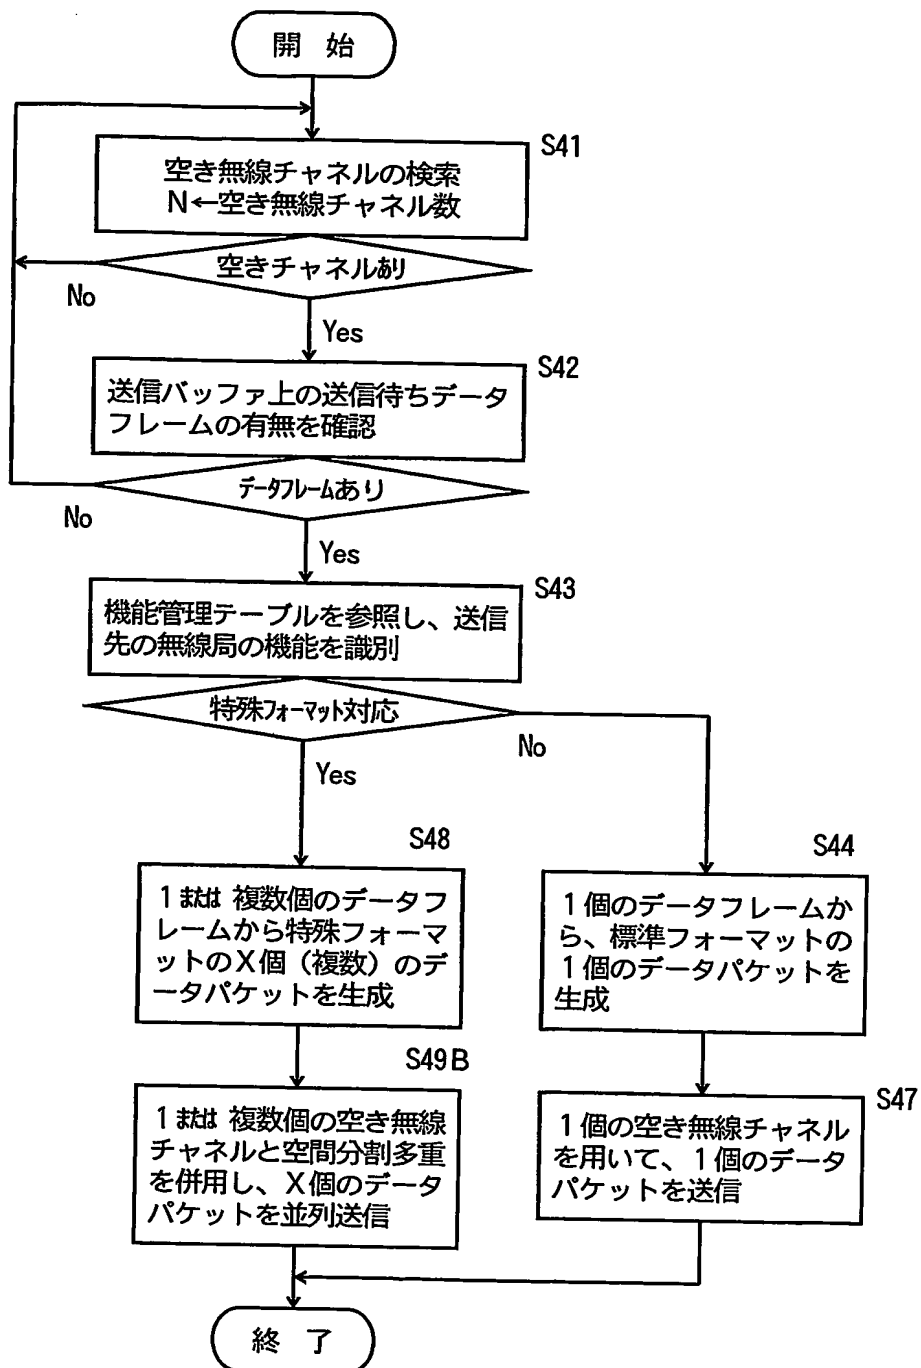 開 始
S41
空き無線チャネルの検索
N←空き無線チャネル数
空きチャネルあり
No
Yes
S42
送信バッファ上の送信待ちデータ
フレームの有無を確認
データフレームあり
No
Yes
S43
機能管理テーブルを参照し、送信
先の無線局の機能を識別
特殊フォーマット対応
No
Yes
S48
1または複数個のデータフ
レームから特殊フォーマ
ットのX個（複数）のデ
ータパケットを生成
S44
1個のデータフレームか
ら、標準フォーマットの
1個のデータパケットを
生成
S49B
1または複数個の空き無線
チャネルと空間分割多重
を併用し、X個のデータ
パケットを並列送信
S47
1個の空き無線チャネル
を用いて、1個のデータ
パケットを送信
終 了